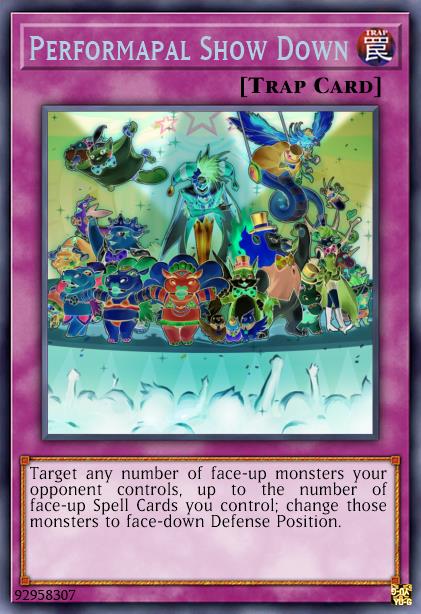 Performapal Show Down
TRAP
罠
[Trap Card]
Target any number of face-up monsters your
opponent controls, up to the number of
face-up Spell Cards you control; change those
monsters to face-down Defense Position.
92958307